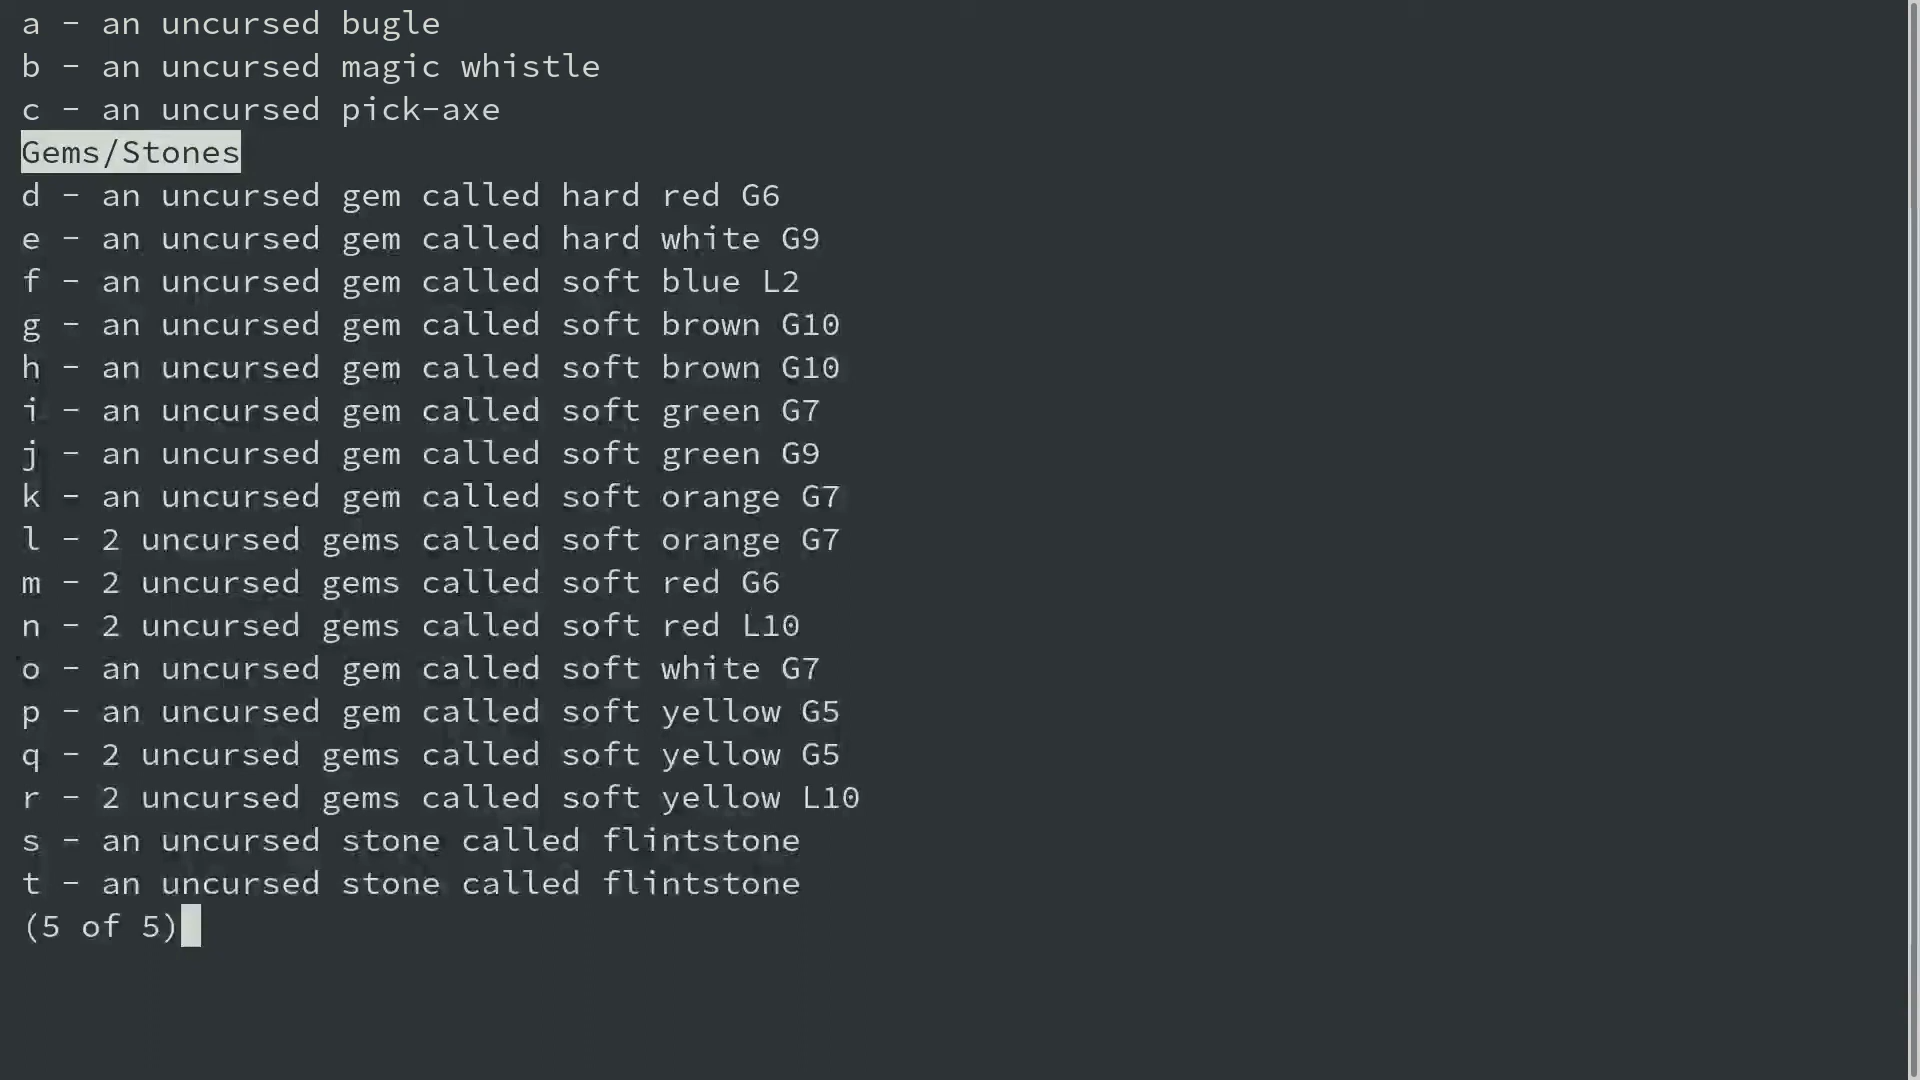 a - an uncursed bugle
b - an uncursed magic whistle
c - an uncursed pick-axe
Gems/Stones
d - an uncursed gem called hard red G6
e - an uncursed gem called hard white G9
f - an uncursed gem called soft blue L2
g - an uncursed gem called soft brown G10
h - an uncursed gem called soft brown G10
i - an uncursed gem called soft green G7
j - an uncursed gem called soft green G9
k - an uncursed gem called soft orange G7
l - 2 uncursed gems called soft orange G7
m - 2 uncursed gems called soft red G6
n - 2 uncursed gems called soft red L10
o - an uncursed gem called soft white G7
p - an uncursed gem called soft yellow G5
q - 2 uncursed gems called soft yellow G5
r - 2 uncursed gems called soft yellow L10
s - an uncursed stone called flintstone
t - an uncursed stone called flintstone
(5 of 5)